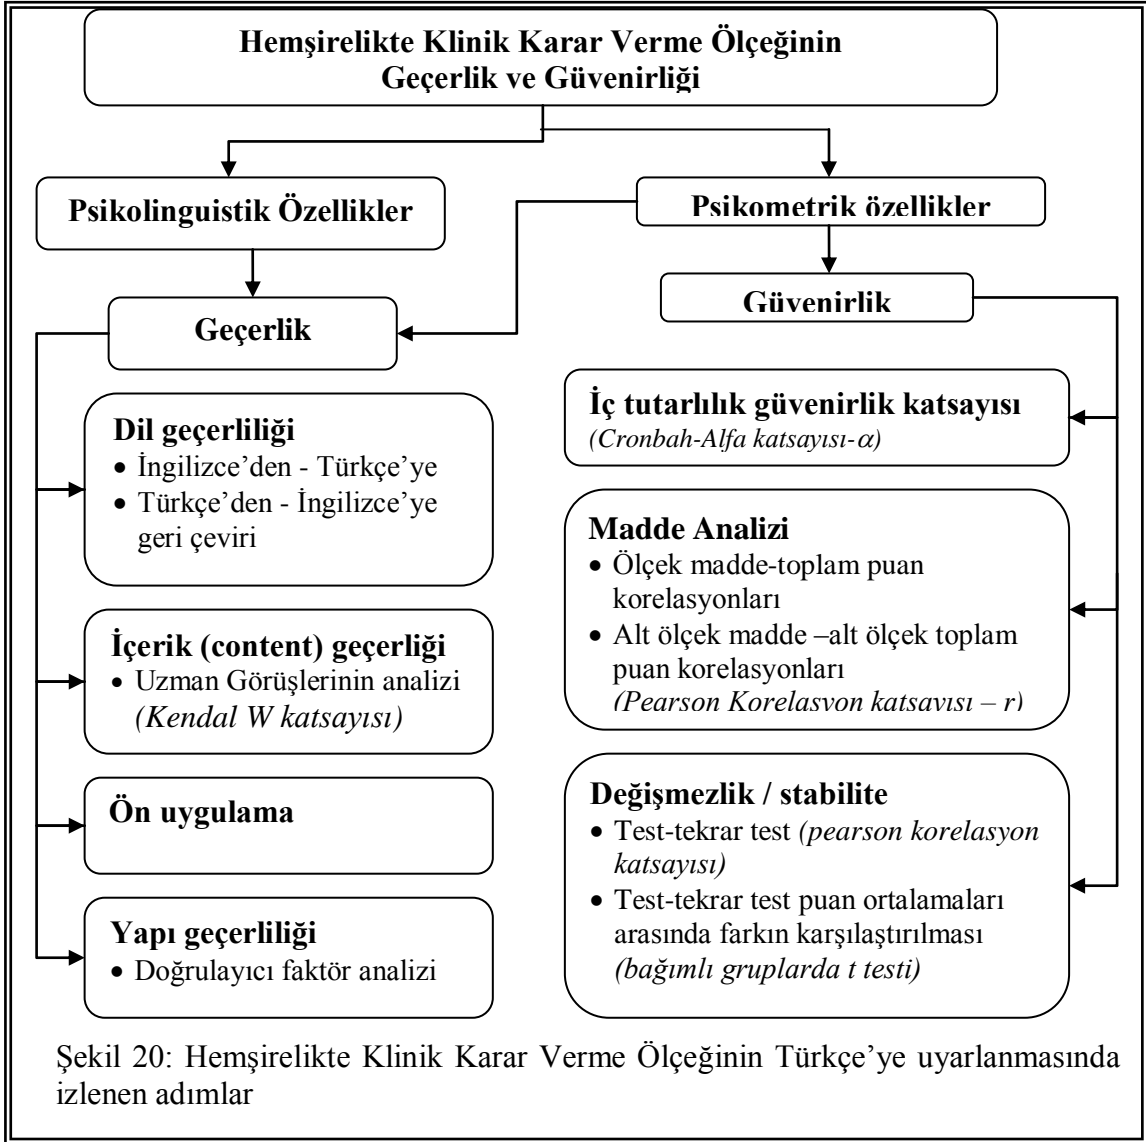 Hemşirelikte Klinik Karar Verme Ölçeğinin
Geçerlik ve Güvenirliği
Psikolinguistik Özellikler
Psikometrik özellikler
Geçerlik
Güvenirlik
Dil geçerliliği
• İngilizce’den - Türkçe’ye
• Türkçe’den - İngilizce’ye
geri çeviri
İçerik (content) geçerliği
• Uzman Görüşlerinin analizi
(Kendal W katsayısı)
Ön uygulama
Yapı geçerliliği
• Doğrulayıcı faktör analizi
İç tutarlılık güvenirlik katsayısı
(Cronbah-Alfa katsayısı-α)
Madde Analizi
• Ölçek madde-toplam puan
korelasyonları
• Alt ölçek madde –alt ölçek toplam
puan korelasyonları
(Pearson Korelasyon katsayısı – r)
Değişmezlik / stabilite
• Test-tekrar test (pearson korelasyon
katsayısı)
• Test-tekrar test puan ortalamaları
arasında farkın karşılaştırılması
(bağımlı gruplarda t testi)
Şekil 20: Hemşirelikte Klinik Karar Verme Ölçeğinin Türkçe’ye uyarlanmasında
izlenen adımlar